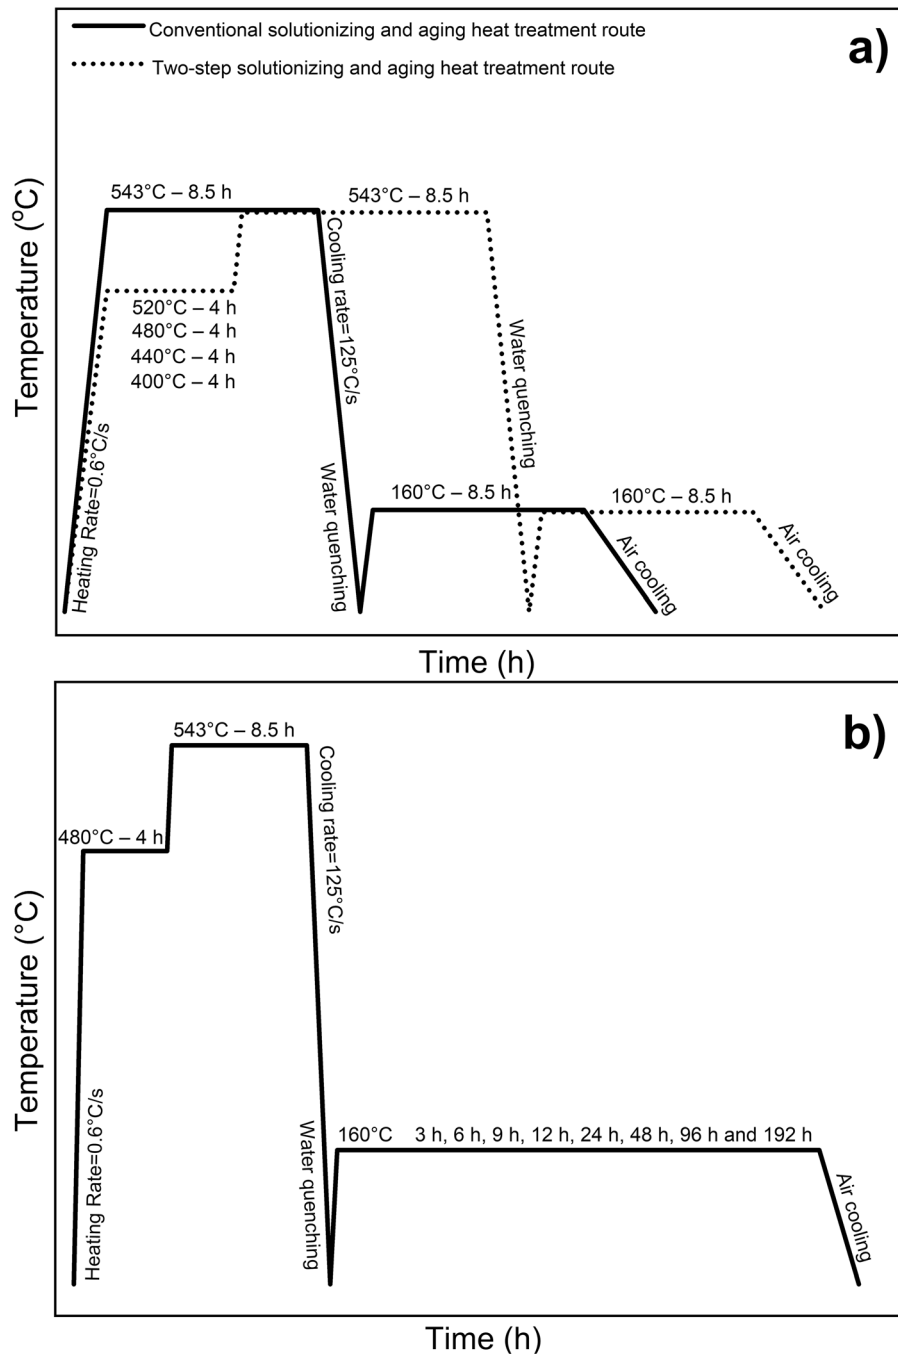 Conventional solutionizing and aging heat treatment route
a)
Two-step solutionizing and aging heat treatment route
Temperature (°C)
543°C – 8.5 h
543°C – 8.5 h
520°C – 4 h
480°C – 4 h
440°C – 4 h
400°C – 4 h
Heating Rate=0.6°C/s
Cooling rate=125°C/s
Water quenching
Water quenching
160°C – 8.5 h
160°C – 8.5 h
Air cooling
Air cooling
Time (h)
b)
Temperature (°C)
543°C – 8.5 h
480°C – 4 h
Cooling rate=125°C/s
Heating Rate=0.6°C/s
Water quenching
160°C 3 h, 6 h, 9 h, 12 h, 24 h, 48 h, 96 h and 192 h
Air cooling
Time (h)